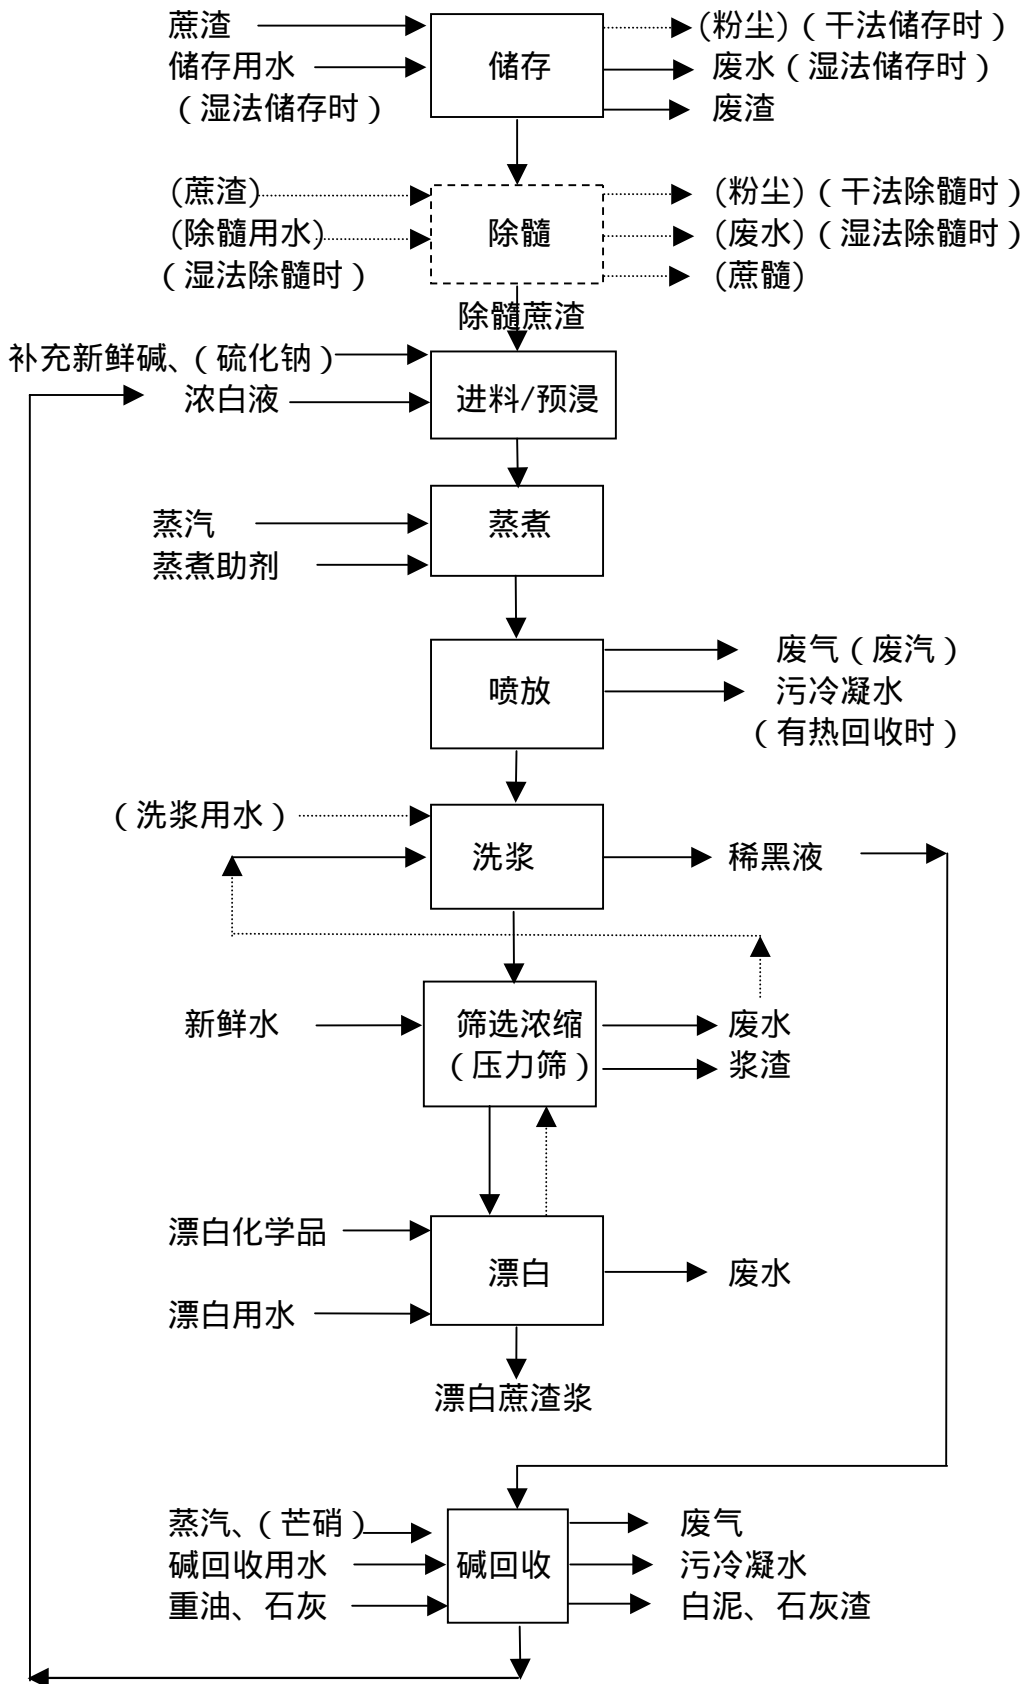 蔗渣
储存
(粉尘)(干法储存时)
储存用水
废水(湿法储存时)
(湿法储存时)
废渣
(蔗渣)
除髓
(粉尘)(干法除髓时)
(除髓用水)
(废水)(湿法除髓时)
(湿法除髓时)
(蔗髓)
除髓蔗渣
补充新鲜碱、(硫化钠)
进料/预浸
浓白液
蒸汽
蒸煮
蒸煮助剂
喷放
废气(废汽)
污冷凝水
(有热回收时)
(洗浆用水)
洗浆
稀黑液
新鲜水
筛选浓缩
(压力筛)
废水
浆渣
漂白化学品
漂白
废水
漂白用水
漂白蔗渣浆
蒸汽、(芒硝)
碱回收
废气
碱回收用水
污冷凝水
重油、石灰
白泥、石灰渣